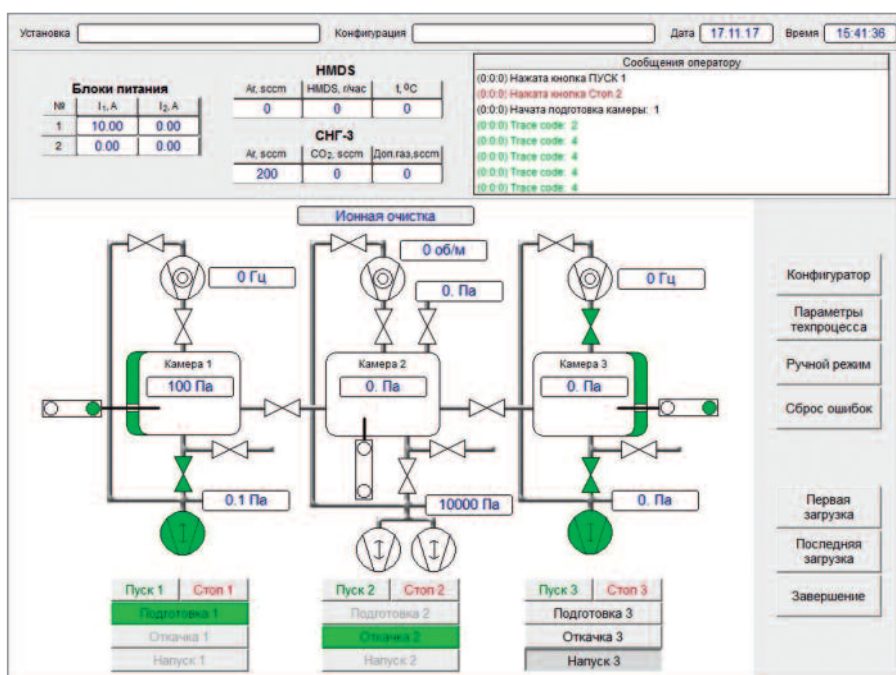 Установка Конфигурация Дата 17.11.17 Время 15:41:36
Сообщения оператору
(0:0:0) Нажата кнопка ПУСК 1
(0:0:0) Нажата кнопка Стоп 2
(0:0:0) Начата подготовка камеры: 1
(0:0:0) Trace code: 2
(0:0:0) Trace code: 4
(0:0:0) Trace code: 4
(0:0:0) Trace code: 4
(0:0:0) Trace code: 4
Блоки питания
№ I₁, A I₂, A
1 10.00 0.00
2 0.00 0.00
HMDS
Ar, sccm HMDS, г/час t, ºC
0 0 0
СНГ-3
Ar, sccm CO₂, sccm Доп.газ,sccm
200 0 0
Ионная очистка
0 Гц 0 об/м 0 Гц
0. Па
Камера 1 Камера 2 Камера 3
100 Па 0. Па 0. Па
0.1 Па 10000 Па 0. Па
Пуск 1 Стоп 1 Пуск 2 Стоп 2 Пуск 3 Стоп 3
Подготовка 1 Подготовка 2 Подготовка 3
Откачка 1 Откачка 2 Откачка 3
Напуск 1 Напуск 2 Напуск 3
Конфигуратор
Параметры
техпроцесса
Ручной режим
Сброс ошибок
Первая
загрузка
Последняя
загрузка
Завершение